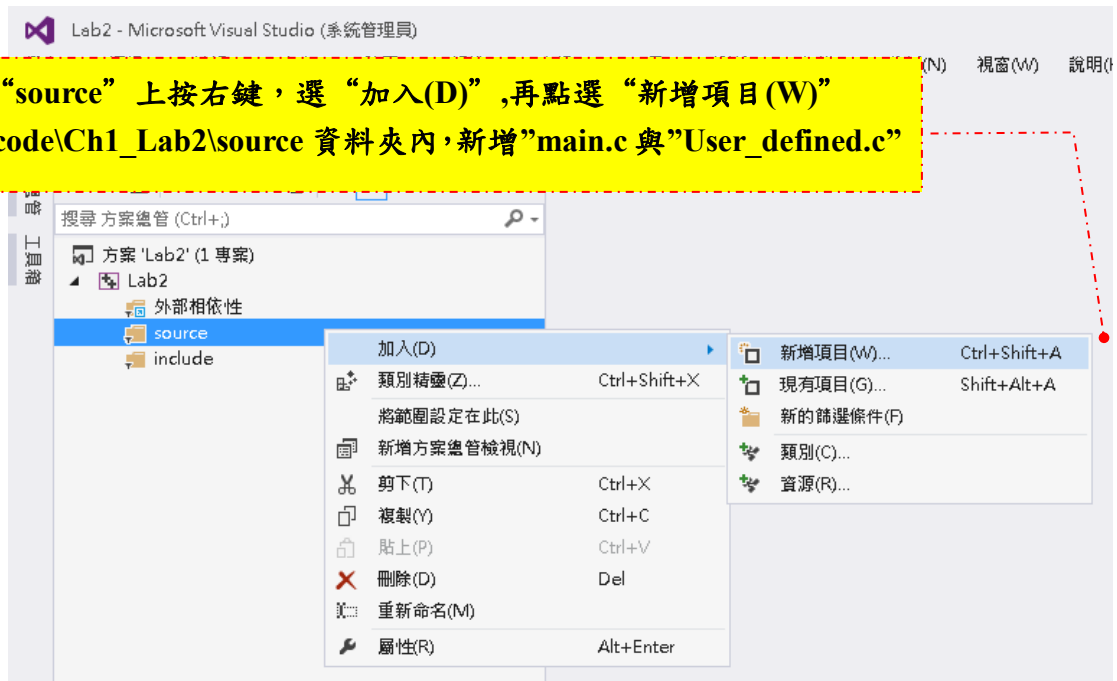 Lab2 - Microsoft Visual Studio (系統管理員)
(N) 視窗(W) 說明(H
“source”上按右鍵，選“加入(D)”,再點選“新增項目(W)”
code\Ch1_Lab2\source 資料夾內，新增”main.c 與”User_defined.c”
工具箱
搜尋方案總管 (Ctrl+;)
方案 'Lab2' (1 專案)
Lab2
外部相依性
source
include
加入(D)
類別精靈(Z)... Ctrl+Shift+X
將範圍設定在此(S)
新增方案總管檢視(N)
剪下(T) Ctrl+X
複製(Y) Ctrl+C
貼上(P) Ctrl+V
刪除(D) Del
重新命名(M)
屬性(R) Alt+Enter
新增項目(W)... Ctrl+Shift+A
現有項目(G)... Shift+Alt+A
新的篩選條件(F)
類別(C)...
資源(R)...